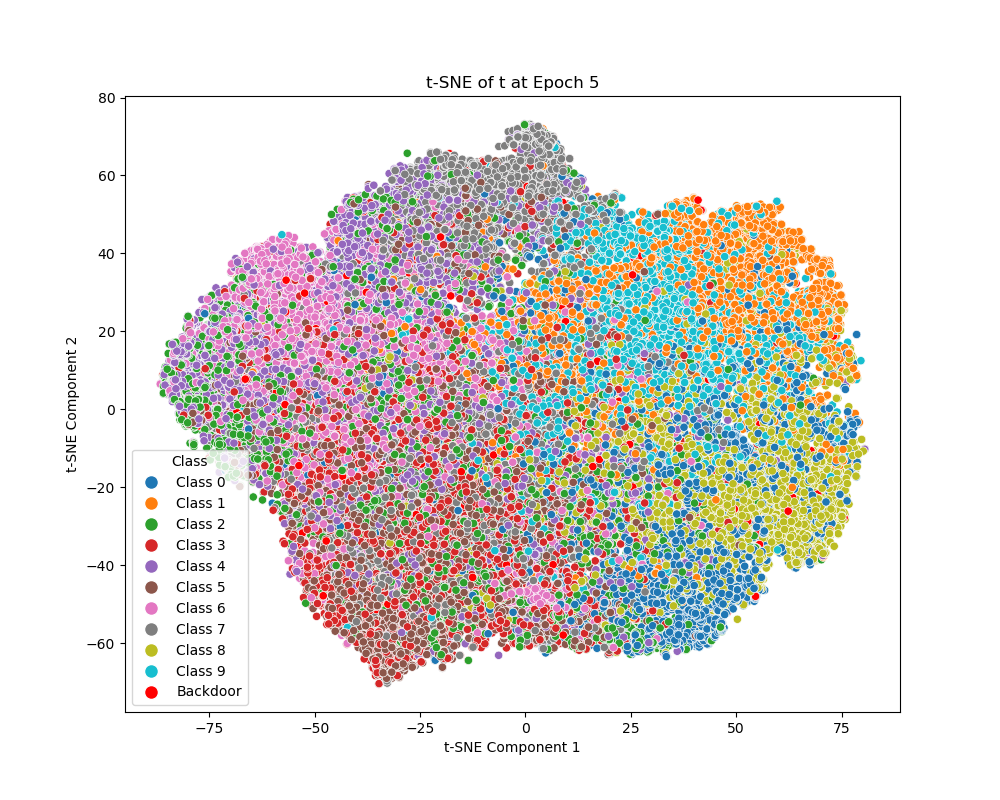 t-SNE of t at Epoch 5
80
60
40
20
0
−20
−40
−60
t-SNE Component 2
Class
Class 0
Class 1
Class 2
Class 3
Class 4
Class 5
Class 6
Class 7
Class 8
Class 9
Backdoor
−75
−50
−25
0
25
50
75
t-SNE Component 1